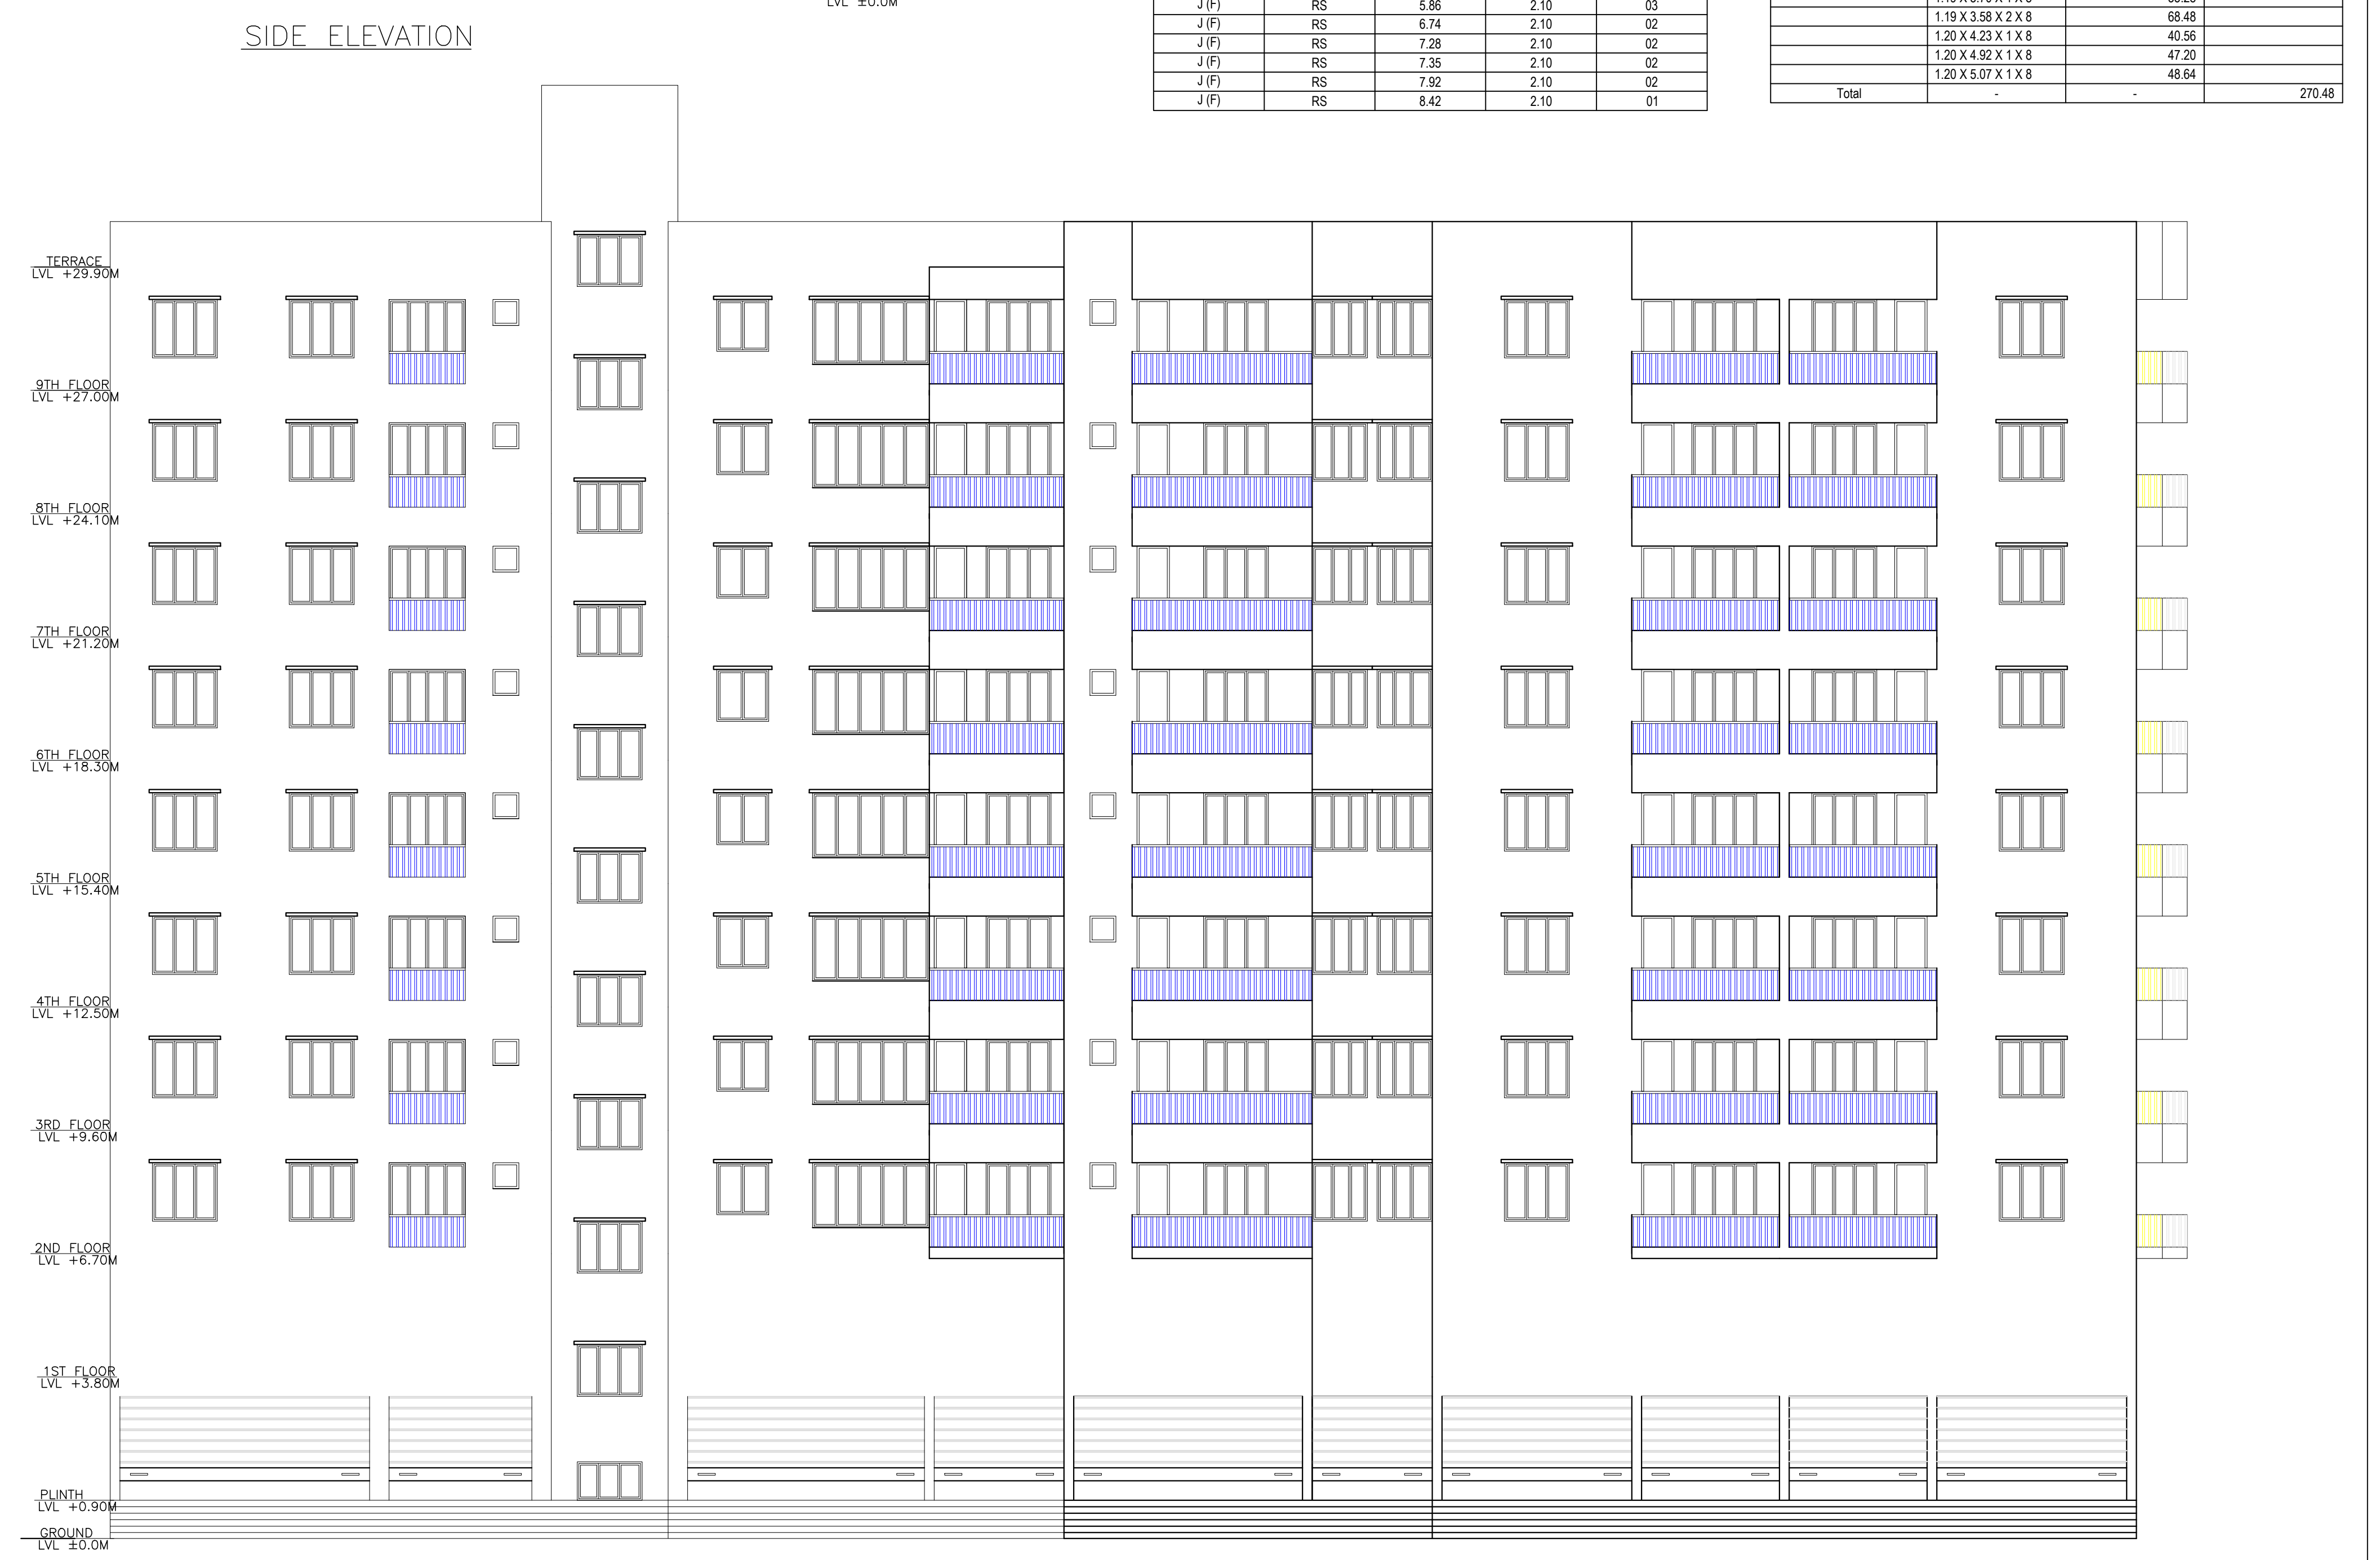 LVL ±0.0M
SIDE ELEVATION
J (F) RS 5.86 2.10 03
J (F) RS 6.74 2.10 02
J (F) RS 7.28 2.10 02
J (F) RS 7.35 2.10 02
J (F) RS 7.92 2.10 02
J (F) RS 8.42 2.10 01
1.19 X 3.58 X 2 X 8 68.48
1.20 X 4.23 X 1 X 8 40.56
1.20 X 4.92 X 1 X 8 47.20
1.20 X 5.07 X 1 X 8 48.64
Total - - 270.48
TERRACE
LVL +29.90M
9TH FLOOR
LVL +27.00M
8TH FLOOR
LVL +24.10M
7TH FLOOR
LVL +21.20M
6TH FLOOR
LVL +18.30M
5TH FLOOR
LVL +15.40M
4TH FLOOR
LVL +12.50M
3RD FLOOR
LVL +9.60M
2ND FLOOR
LVL +6.70M
1ST FLOOR
LVL +3.80M
PLINTH
LVL +0.90M
GROUND
LVL ±0.0M